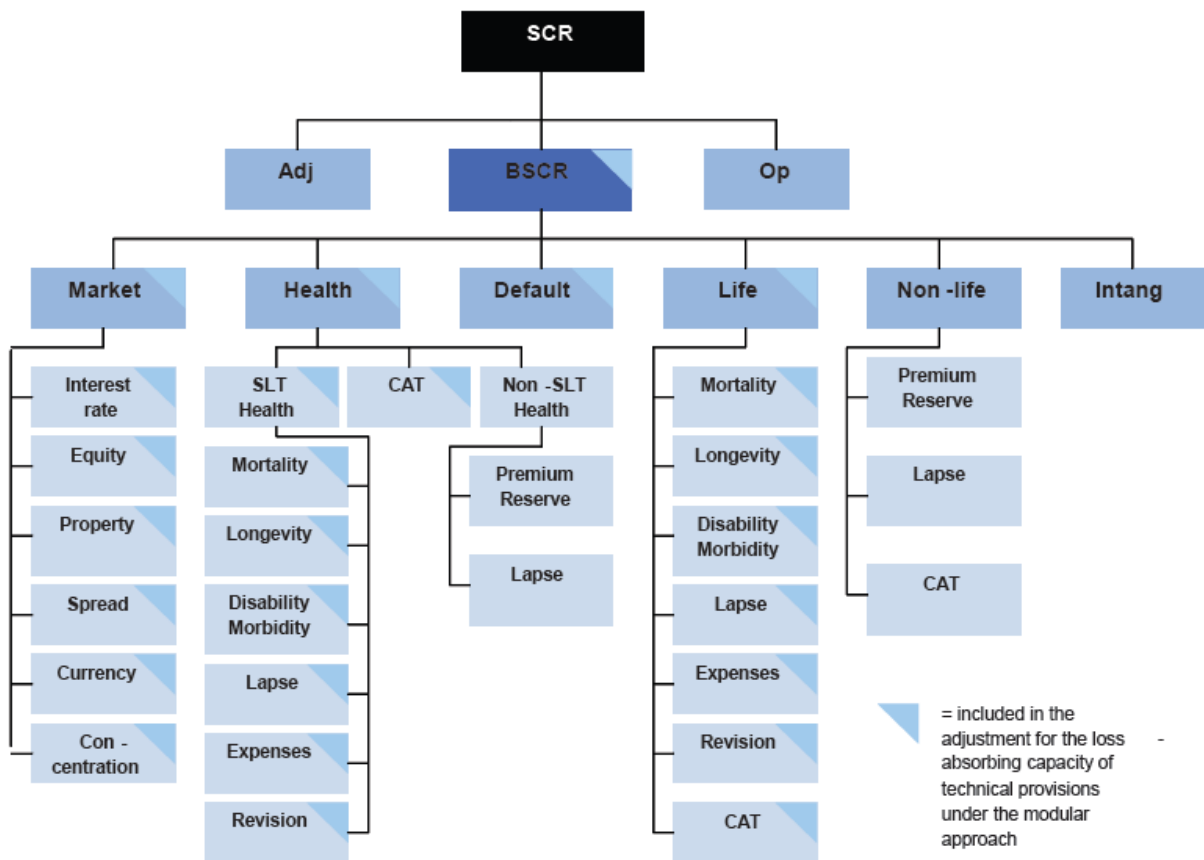 SCR
Adj
BSCR
Op
Market
Health
Default
Life
Non -life
Intang
Interest
rate
Equity
Property
Spread
Currency
Con -
centration
SLT
Health
CAT
Non -SLT
Health
Mortality
Longevity
Disability
Morbidity
Lapse
Expenses
Revision
Premium
Reserve
Lapse
Mortality
Longevity
Disability
Morbidity
Lapse
Expenses
Revision
CAT
Premium
Reserve
Lapse
CAT
= included in the
adjustment for the loss -
absorbing capacity of
technical provisions
under the modular
approach